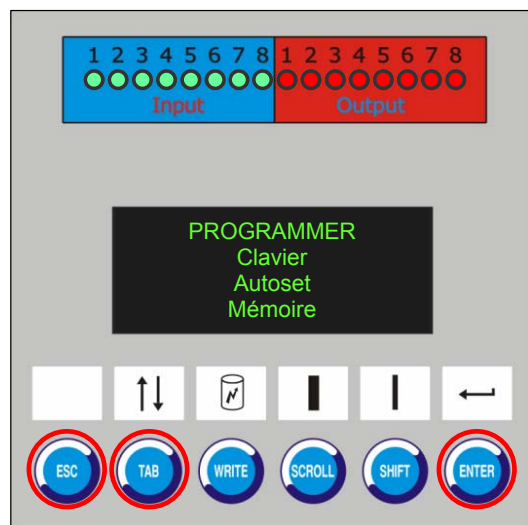 1 2 3 4 5 6 7 8 1 2 3 4 5 6 7 8
Input Output
PROGRAMMER
Clavier
Autoset
Mémoire
ESC TAB WRITE SCROLL SHIFT ENTER